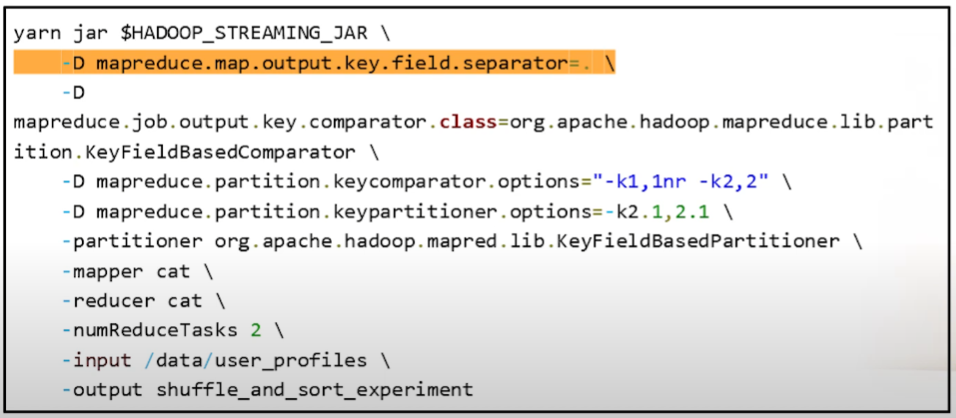 yarn jar $HADOOP_STREAMING_JAR \
-D mapreduce.map.output.key.field.separator=. \
-D
mapreduce.job.output.key.comparator.class=org.apache.hadoop.mapreduce.lib.part
ition.KeyFieldBasedComparator \
-D mapreduce.partition.keycomparator.options="-k1,1nr -k2,2" \
-D mapreduce.partition.keypartitioner.options=-k2.1,2.1 \
-partitioner org.apache.hadoop.mapred.lib.KeyFieldBasedPartitioner \
-mapper cat \
-reducer cat \
-numReduceTasks 2 \
-input /data/user_profiles \
-output shuffle_and_sort_experiment